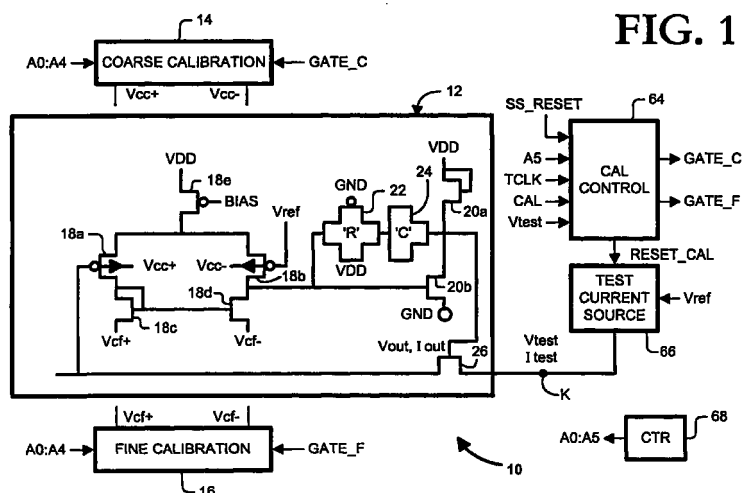 FIG. 1
14
A0:A4
COARSE CALIBRATION
GATE_C
Vcc+
Vcc-
12
VDD
18e
BIAS
18a
Vref
Vcc+
Vcc-
18b
18c
18d
Vcf+
Vcf-
GND
22
'R'
VDD
24
'C'
VDD
20a
20b
GND
Vout, I out
26
SS_RESET
64
A5
TCLK
CAL
Vtest
CAL
CONTROL
GATE_C
GATE_F
RESET_CAL
TEST
CURRENT
SOURCE
Vref
66
Vtest
I test
K
Vcf+
Vcf-
A0:A4
FINE CALIBRATION
GATE_F
16
10
A0:A5
CTR
68